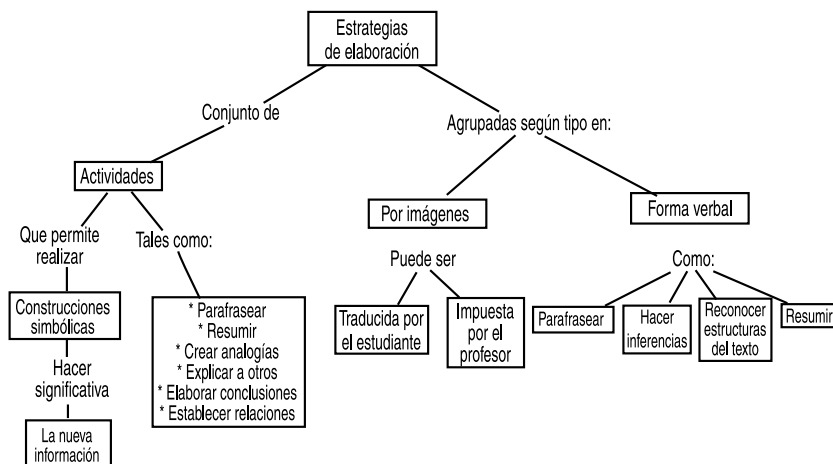 Estrategias
de elaboración
Conjunto de
Agrupadas según tipo en:
Actividades
Por imágenes
Forma verbal
Que permite
realizar
Tales como:
Puede ser
Como:
Construcciones
simbólicas
* Parafrasear
* Resumir
* Crear analogías
* Explicar a otros
* Elaborar conclusiones
* Establecer relaciones
Traducida por
el estudiante
Impuesta
por el
profesor
Parafrasear
Hacer
inferencias
Reconocer
estructuras
del texto
Resumir
Hacer
significativa
La nueva
información